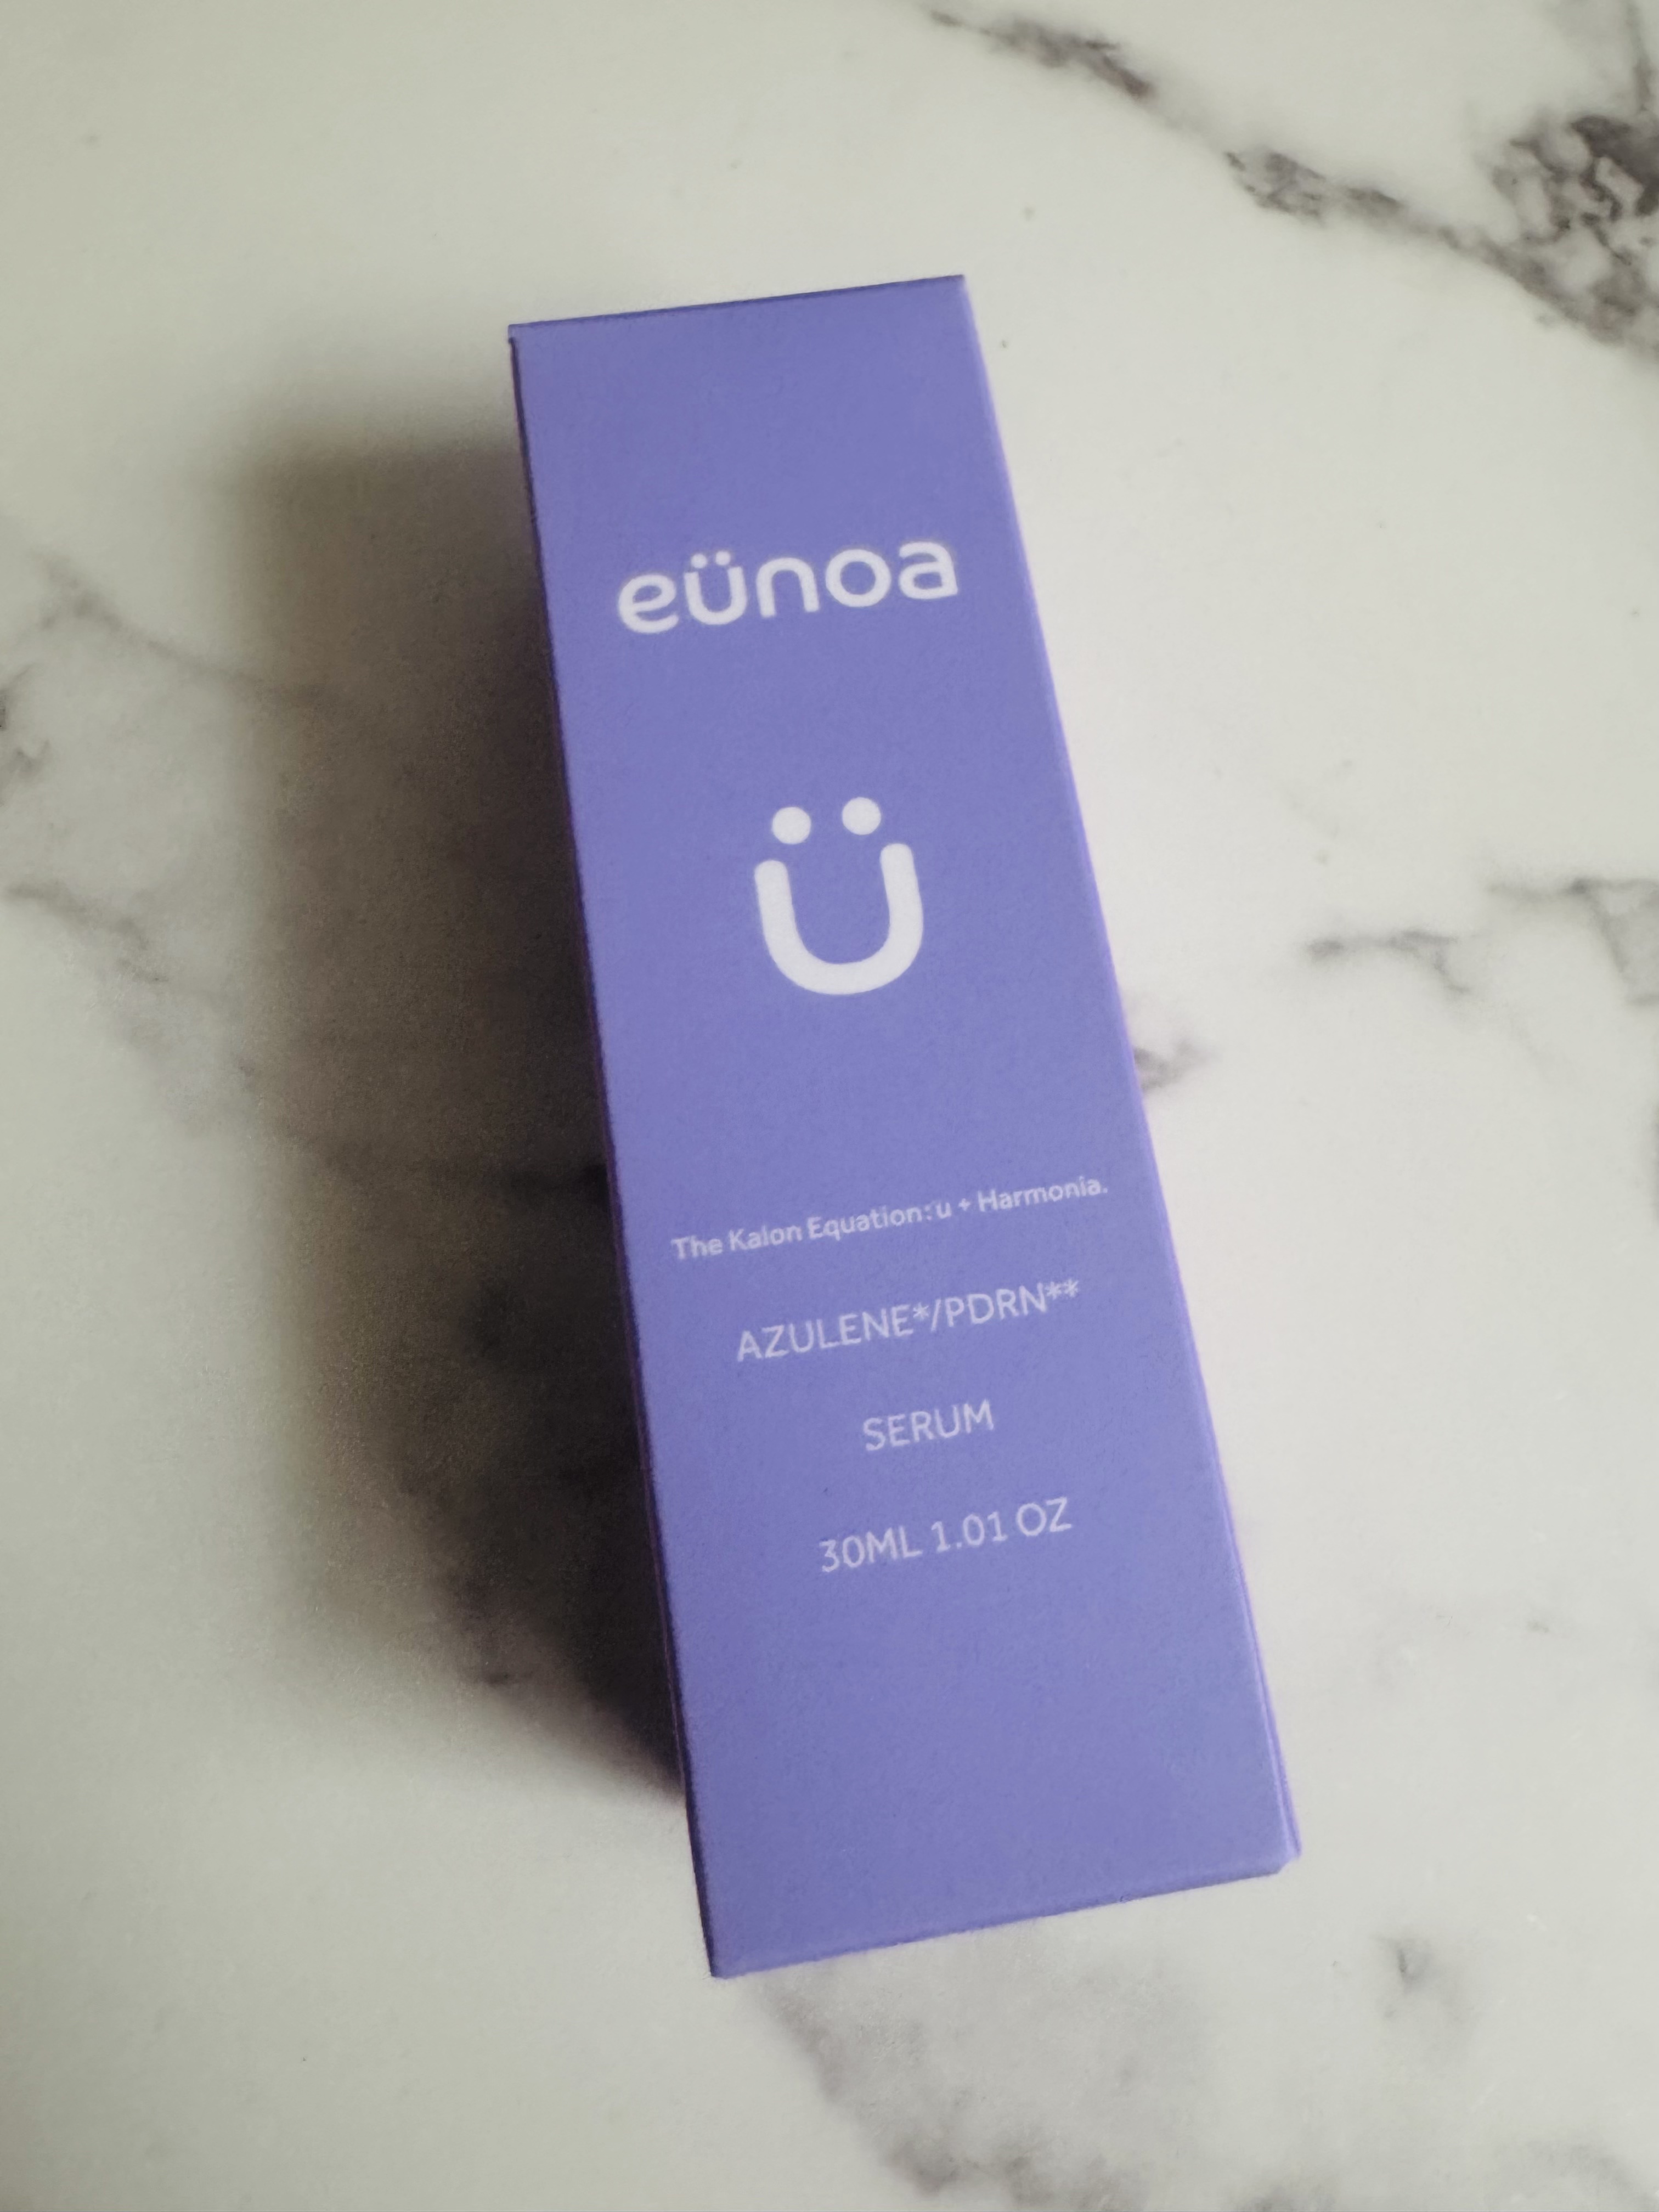 eünoa
ü
The Kalon Equation: u + Harmonia.
AZULENE*/PDRN**
SERUM
30ML 1.01 OZ